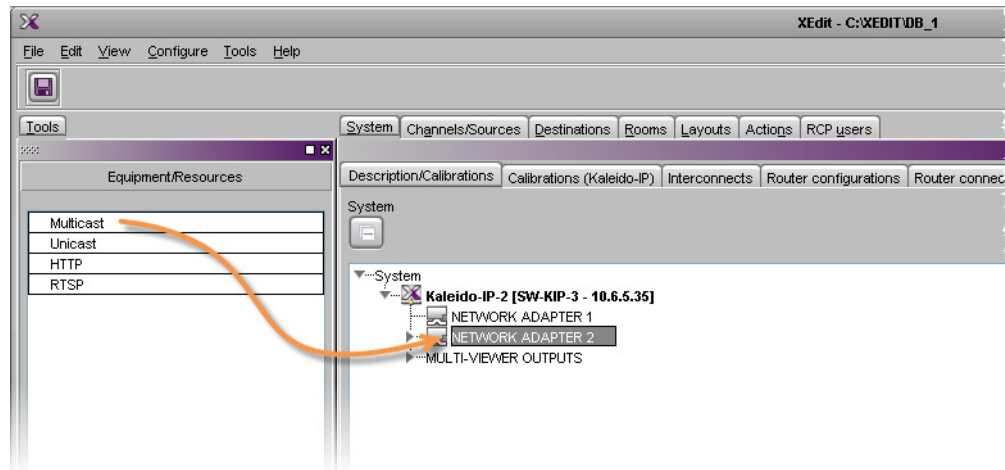 XEdit - C:\XEDIT\DB_1
File Edit View Configure Tools Help
Tools
System Channels/Sources Destinations Rooms Layouts Actions RCP users
Equipment/Resources
Description/Calibrations Calibrations (Kaleido-IP) Interconnects Router configurations Router connec
System
Multicast
Unicast
HTTP
RTSP
System
Kaleido-IP-2 [SW-KIP-3 - 10.6.5.35]
NETWORK ADAPTER 1
NETWORK ADAPTER 2
MULTI-VIEWER OUTPUTS